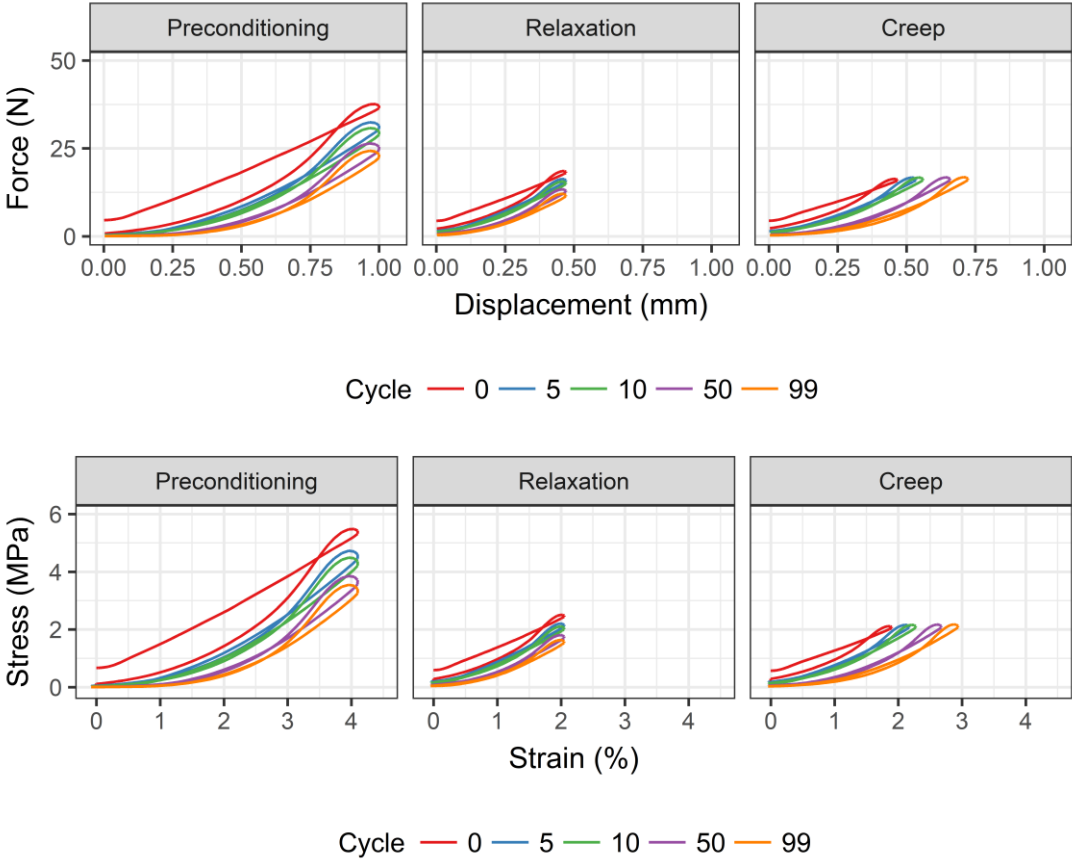 Preconditioning Relaxation Creep
50
25
0
Force (N)
0.00 0.25 0.50 0.75 1.00 0.00 0.25 0.50 0.75 1.00 0.00 0.25 0.50 0.75 1.00
Displacement (mm)
Cycle 0 5 10 50 99
Preconditioning Relaxation Creep
6
4
2
0
Stress (MPa)
0 1 2 3 4 0 1 2 3 4 0 1 2 3 4
Strain (%)
Cycle 0 5 10 50 99